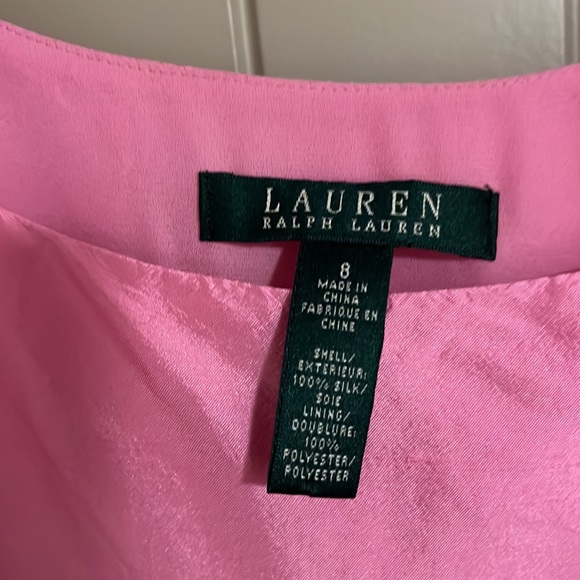 LAUREN
RALPH LAUREN
8
MADE IN
CHINA
FABRIQUE EN
CHINE
SHELL/
EXTERIEUR:
100% SILK/
SOIE
LINING/
DOUBLURE:
100%
POLYESTER/
POLYESTER